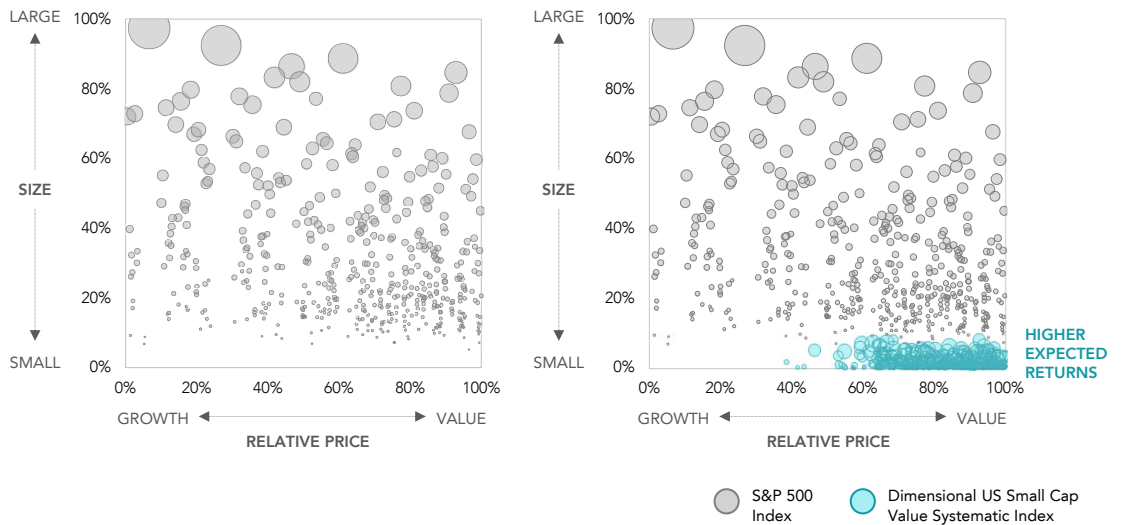 LARGE
SIZE
SMALL
100%
80%
60%
40%
20%
0%
0% 20% 40% 60% 80% 100%
GROWTH VALUE
RELATIVE PRICE
LARGE
SIZE
SMALL
100%
80%
60%
40%
20%
0%
0% 20% 40% 60% 80% 100%
GROWTH VALUE
RELATIVE PRICE
HIGHER
EXPECTED
RETURNS
S&P 500
Index
Dimensional US Small Cap
Value Systematic Index